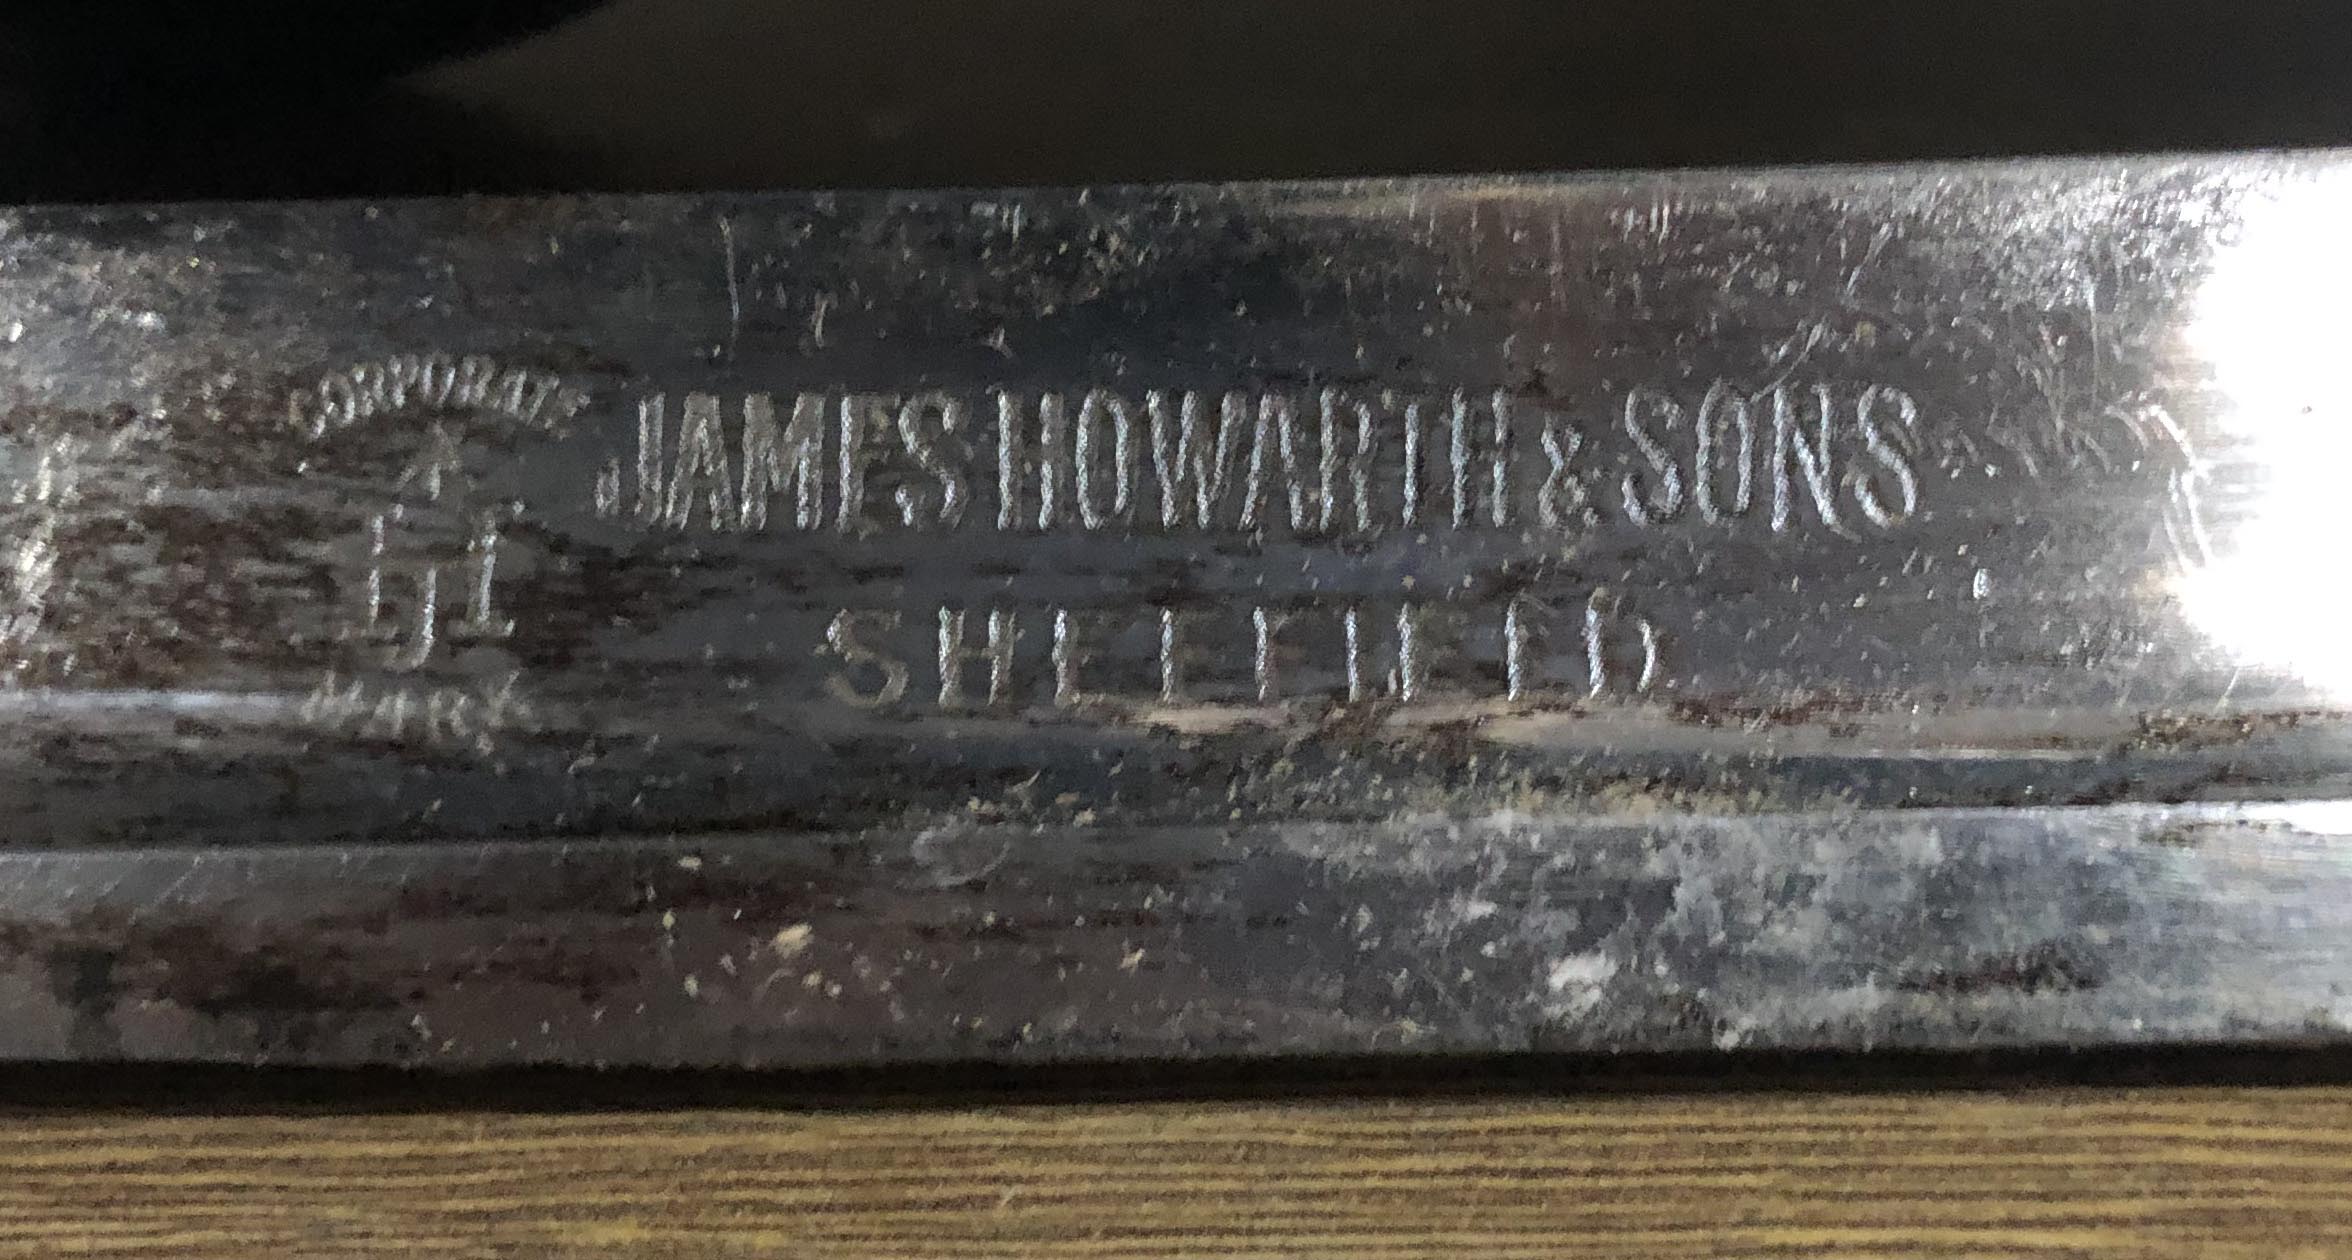 CORPORATE
JAMES HOWARTH & SONS
SHEFFIELD
MARK